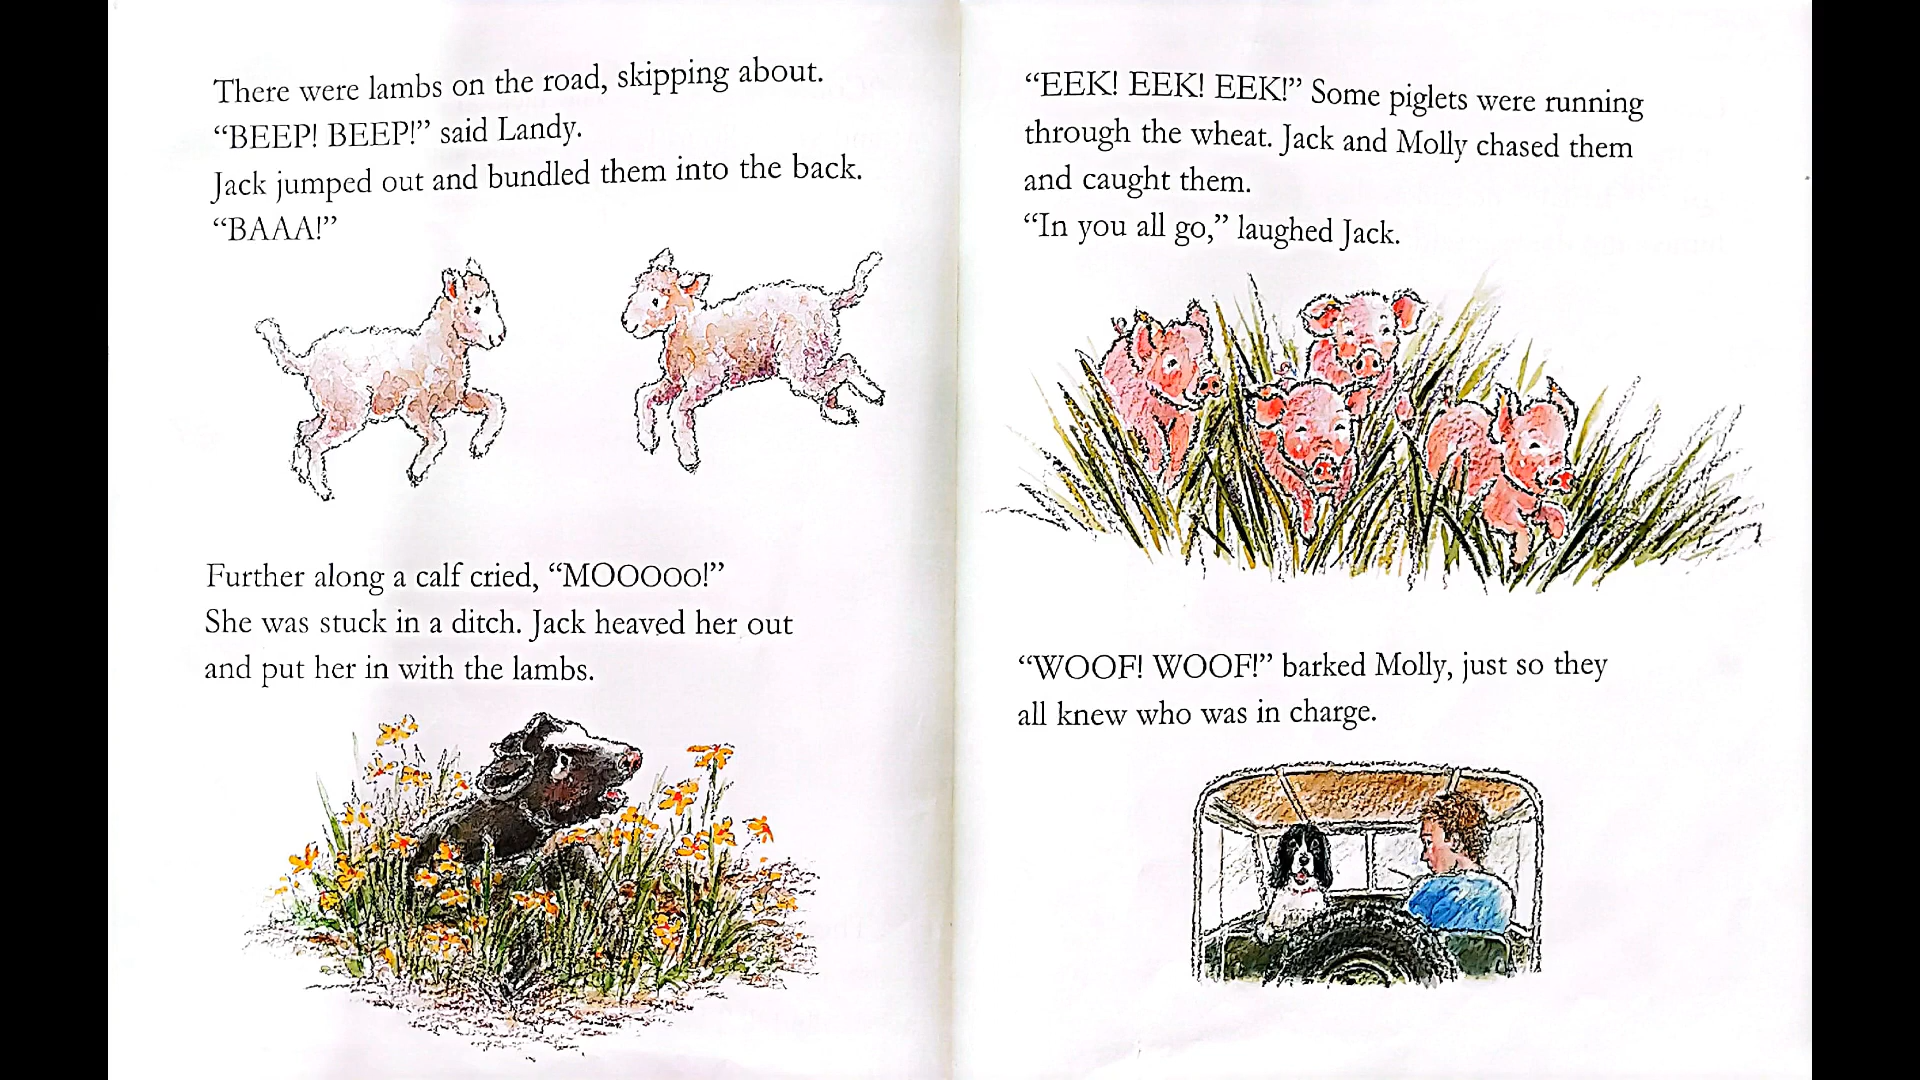 There were lambs on the road, skipping about.
“BEEP! BEEP!” said Landy.
Jack jumped out and bundled them into the back.
“BAAA!”
Further along a calf cried, “MOOOoo!”
She was stuck in a ditch. Jack heaved her out
and put her in with the lambs.
“EEK! EEK! EEK!” Some piglets were running
through the wheat. Jack and Molly chased them
and caught them.
“In you all go,” laughed Jack.
“WOOF! WOOF!” barked Molly, just so they
all knew who was in charge.